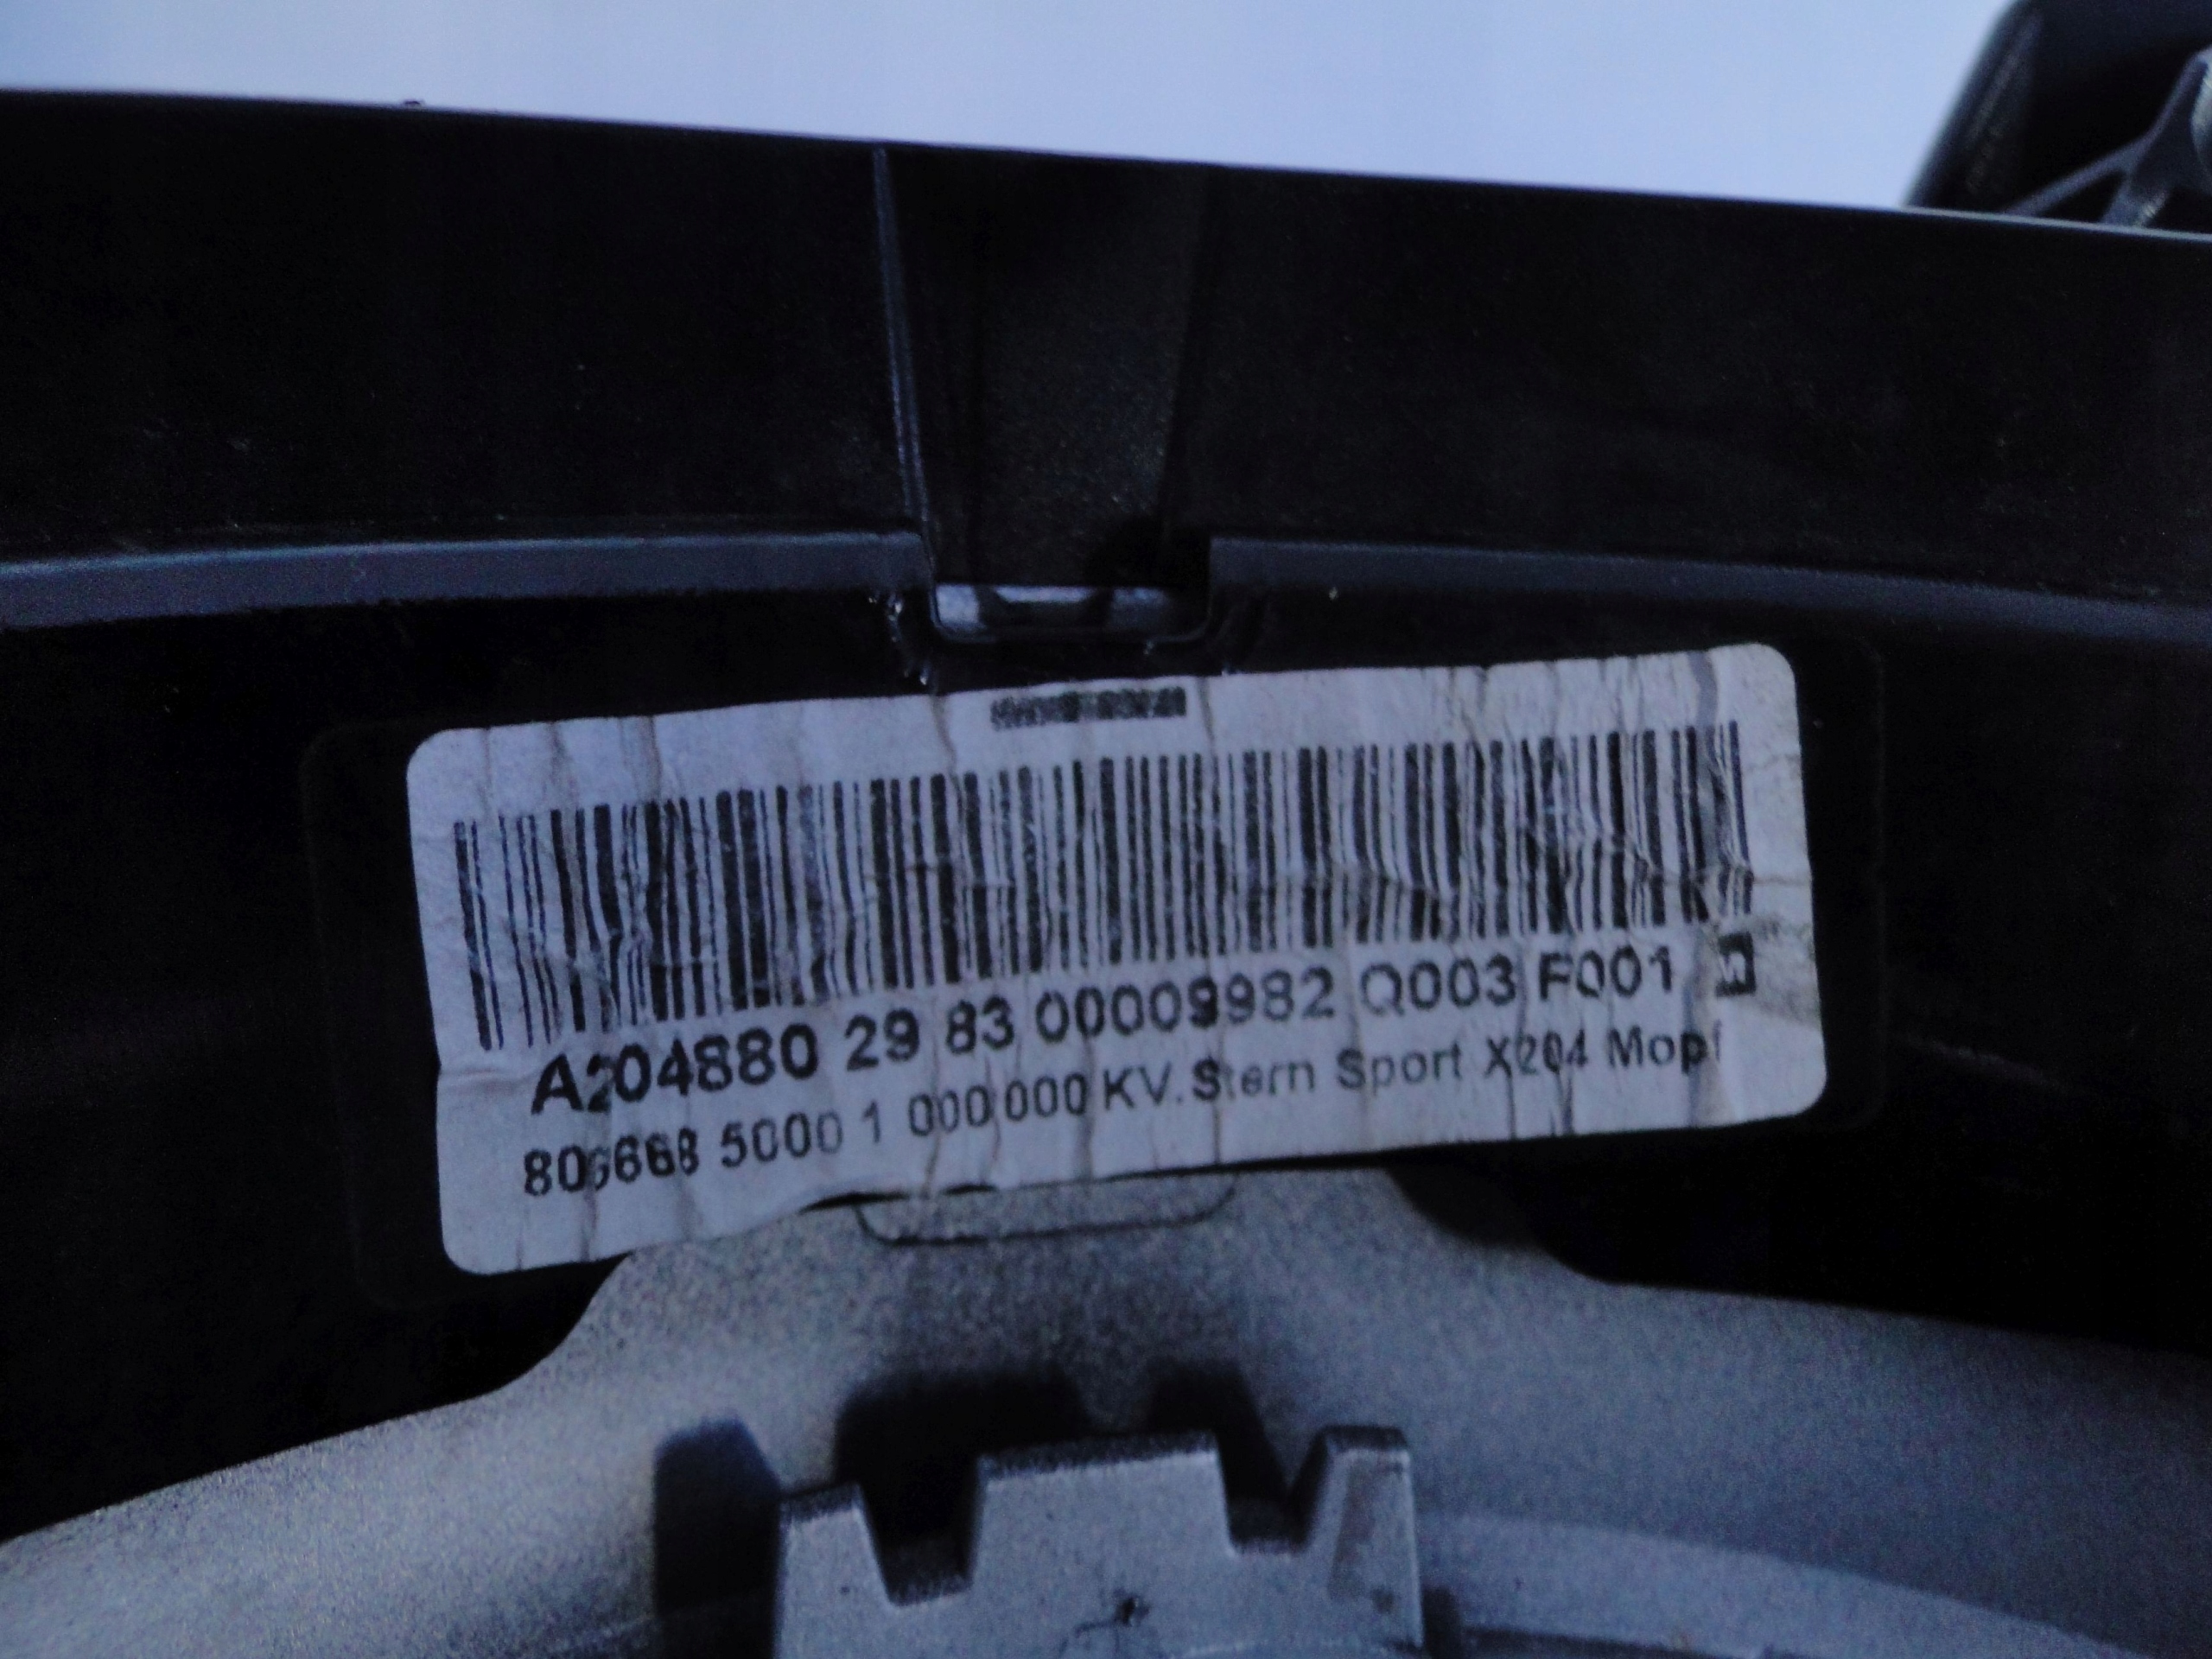 A204880 29 83 00009982 Q003 F001
806668 5000 1 000 000 KV.Stern Sport X204 Mopf